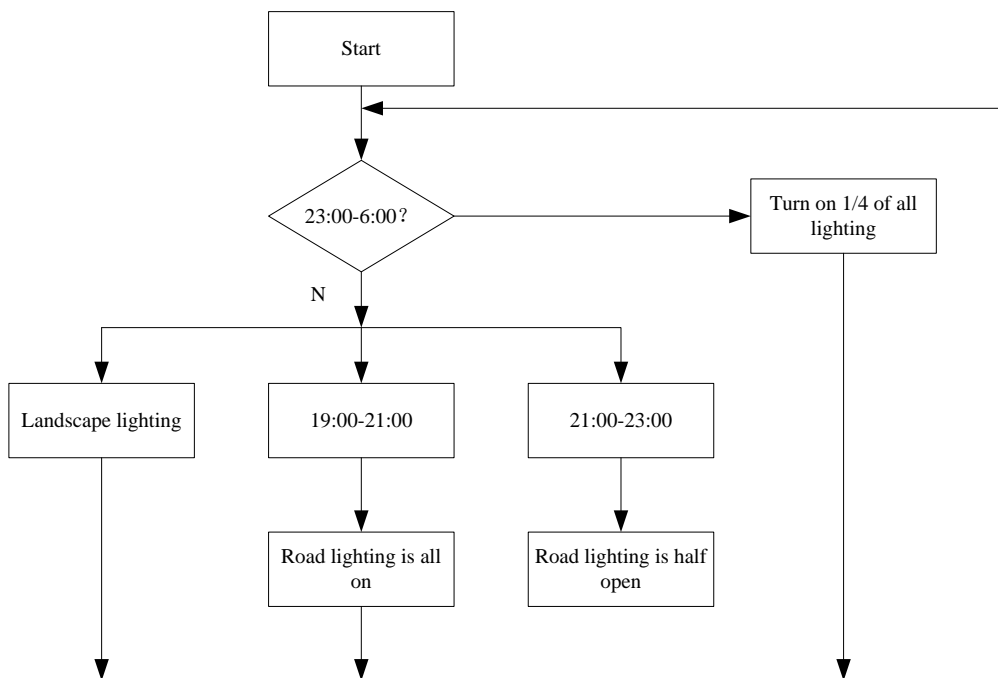 Start
23:00-6:00？
Turn on 1/4 of all
lighting
N
Landscape lighting
19:00-21:00
21:00-23:00
Road lighting is all
on
Road lighting is half
open